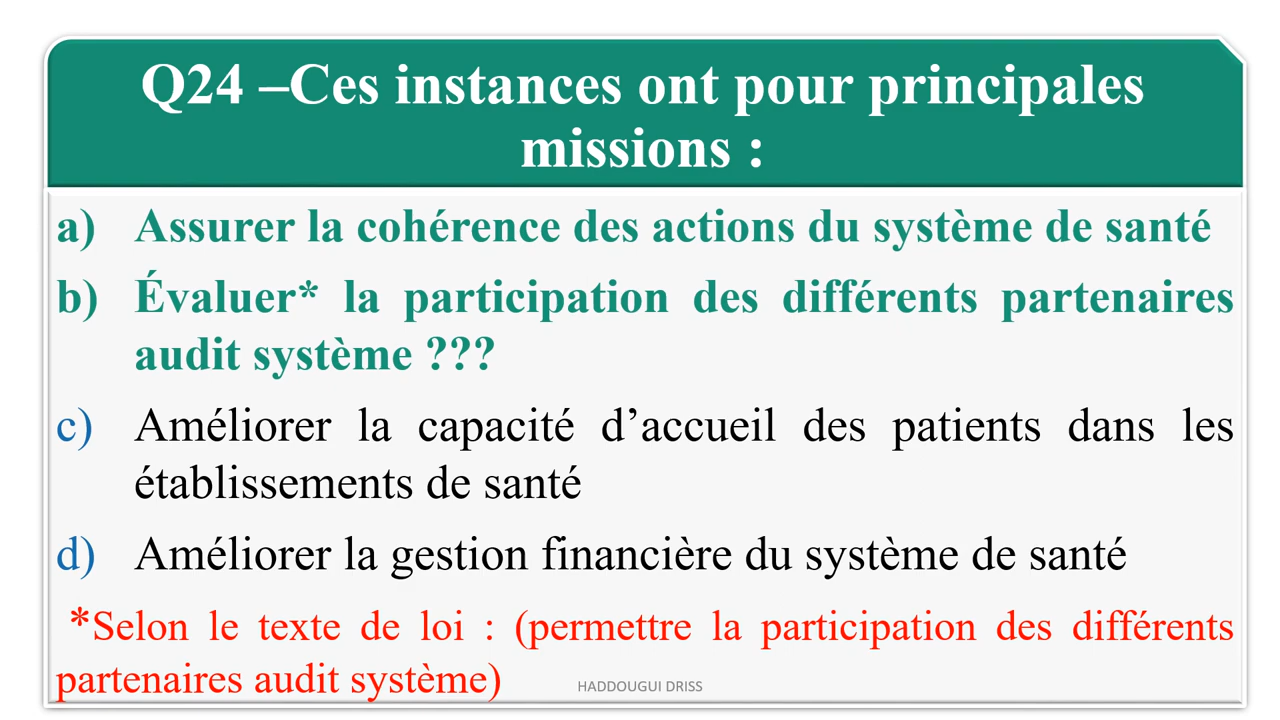 Q24 –Ces instances ont pour principales
missions :
a) Assurer la cohérence des actions du système de santé
b) Évaluer* la participation des différents partenaires
audit système ???
c) Améliorer la capacité d’accueil des patients dans les
établissements de santé
d) Améliorer la gestion financière du système de santé
*Selon le texte de loi : (permettre la participation des différents
partenaires audit système)
HADDOUGUI DRISS